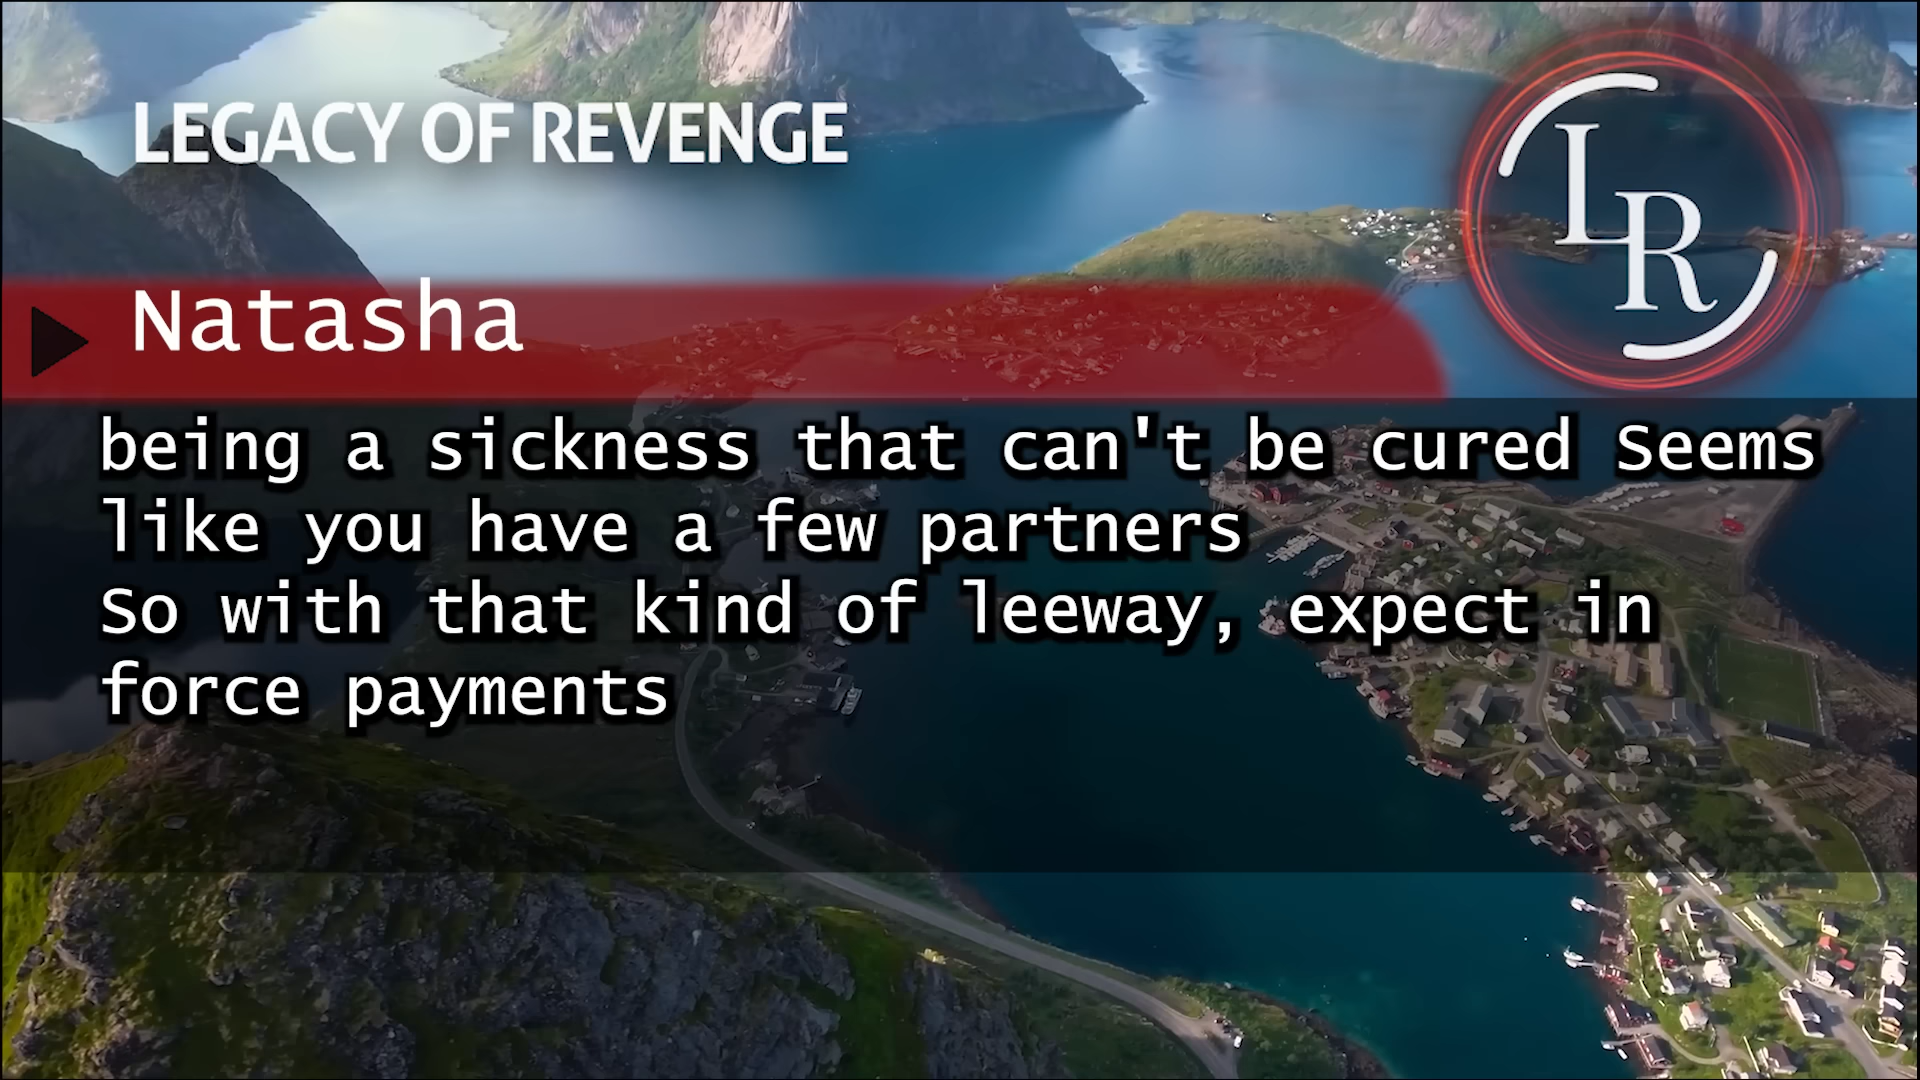 LEGACY OF REVENGE
LR
Natasha
being a sickness that can't be cured Seems
like you have a few partners
So with that kind of leeway, expect in
force payments